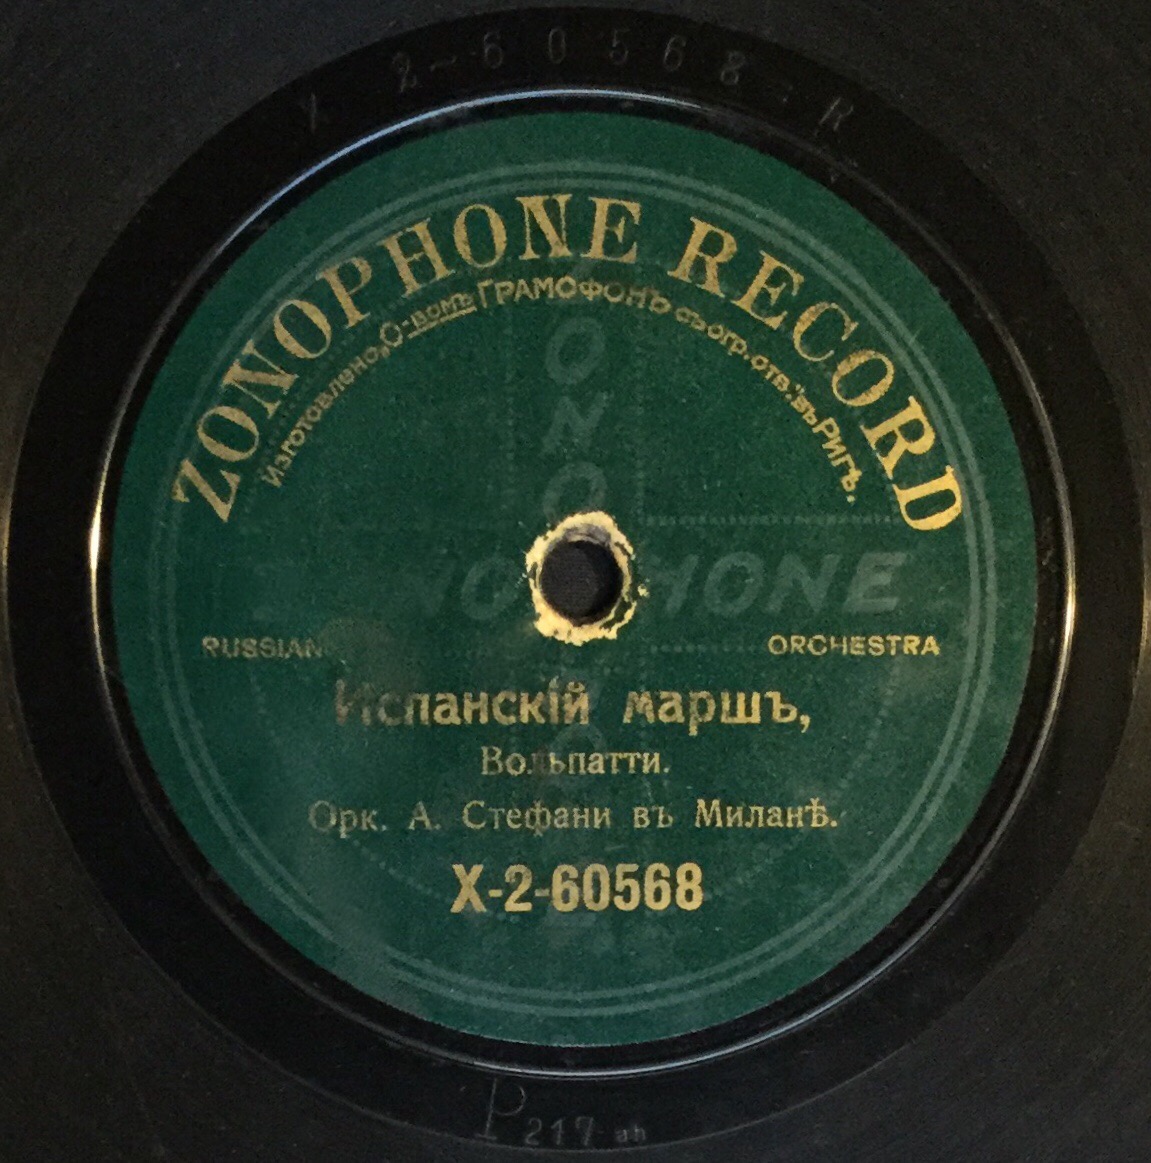 X 2-60568-R
ZONOPHONE RECORD
Изготовлено „О-вомъ ГРАМОФОНЪ съ огр. отв.” въ Ригѣ.
ZONOPHONE
RUSSIAN ORCHESTRA
Испанскій маршъ,
Вольпатти.
Орк. А. Стефани въ Миланѣ.
X-2-60568
P 217 ah